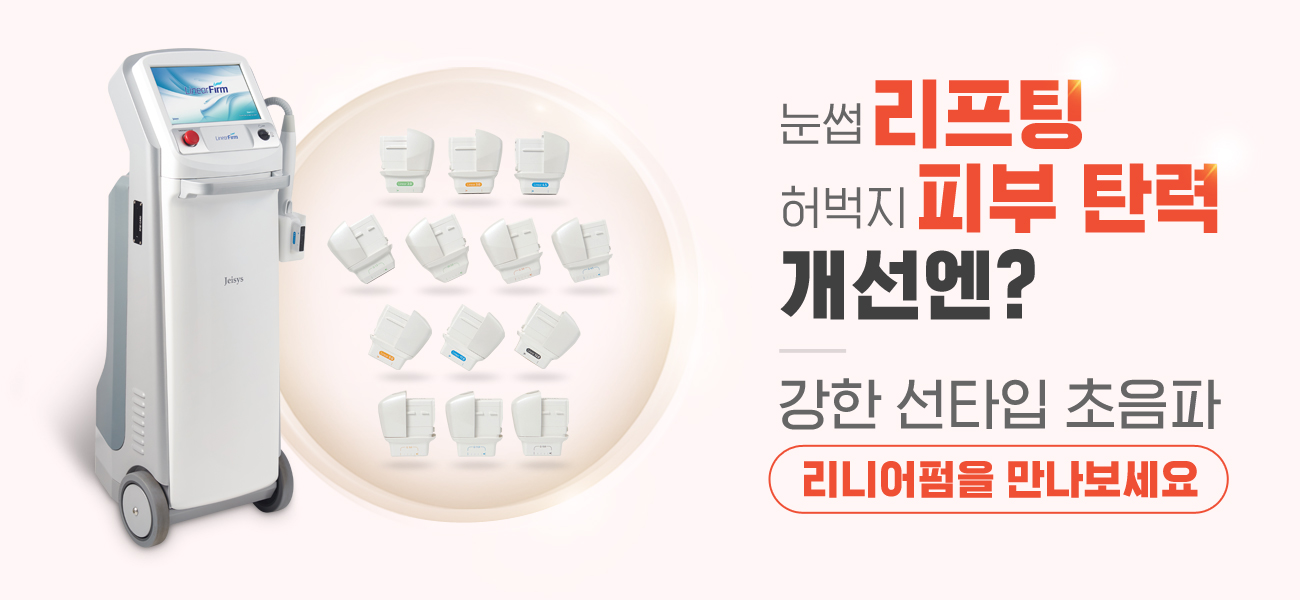 LinearFirm
LinearFirm
Jeisys
눈썹 리프팅
허벅지 피부 탄력
개선엔?
강한 선타입 초음파
리니어펌을 만나보세요